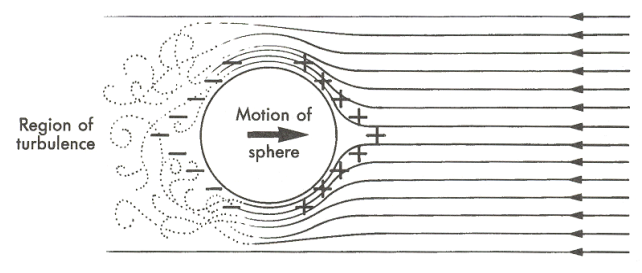 Motion of
sphere
Region of
turbulence